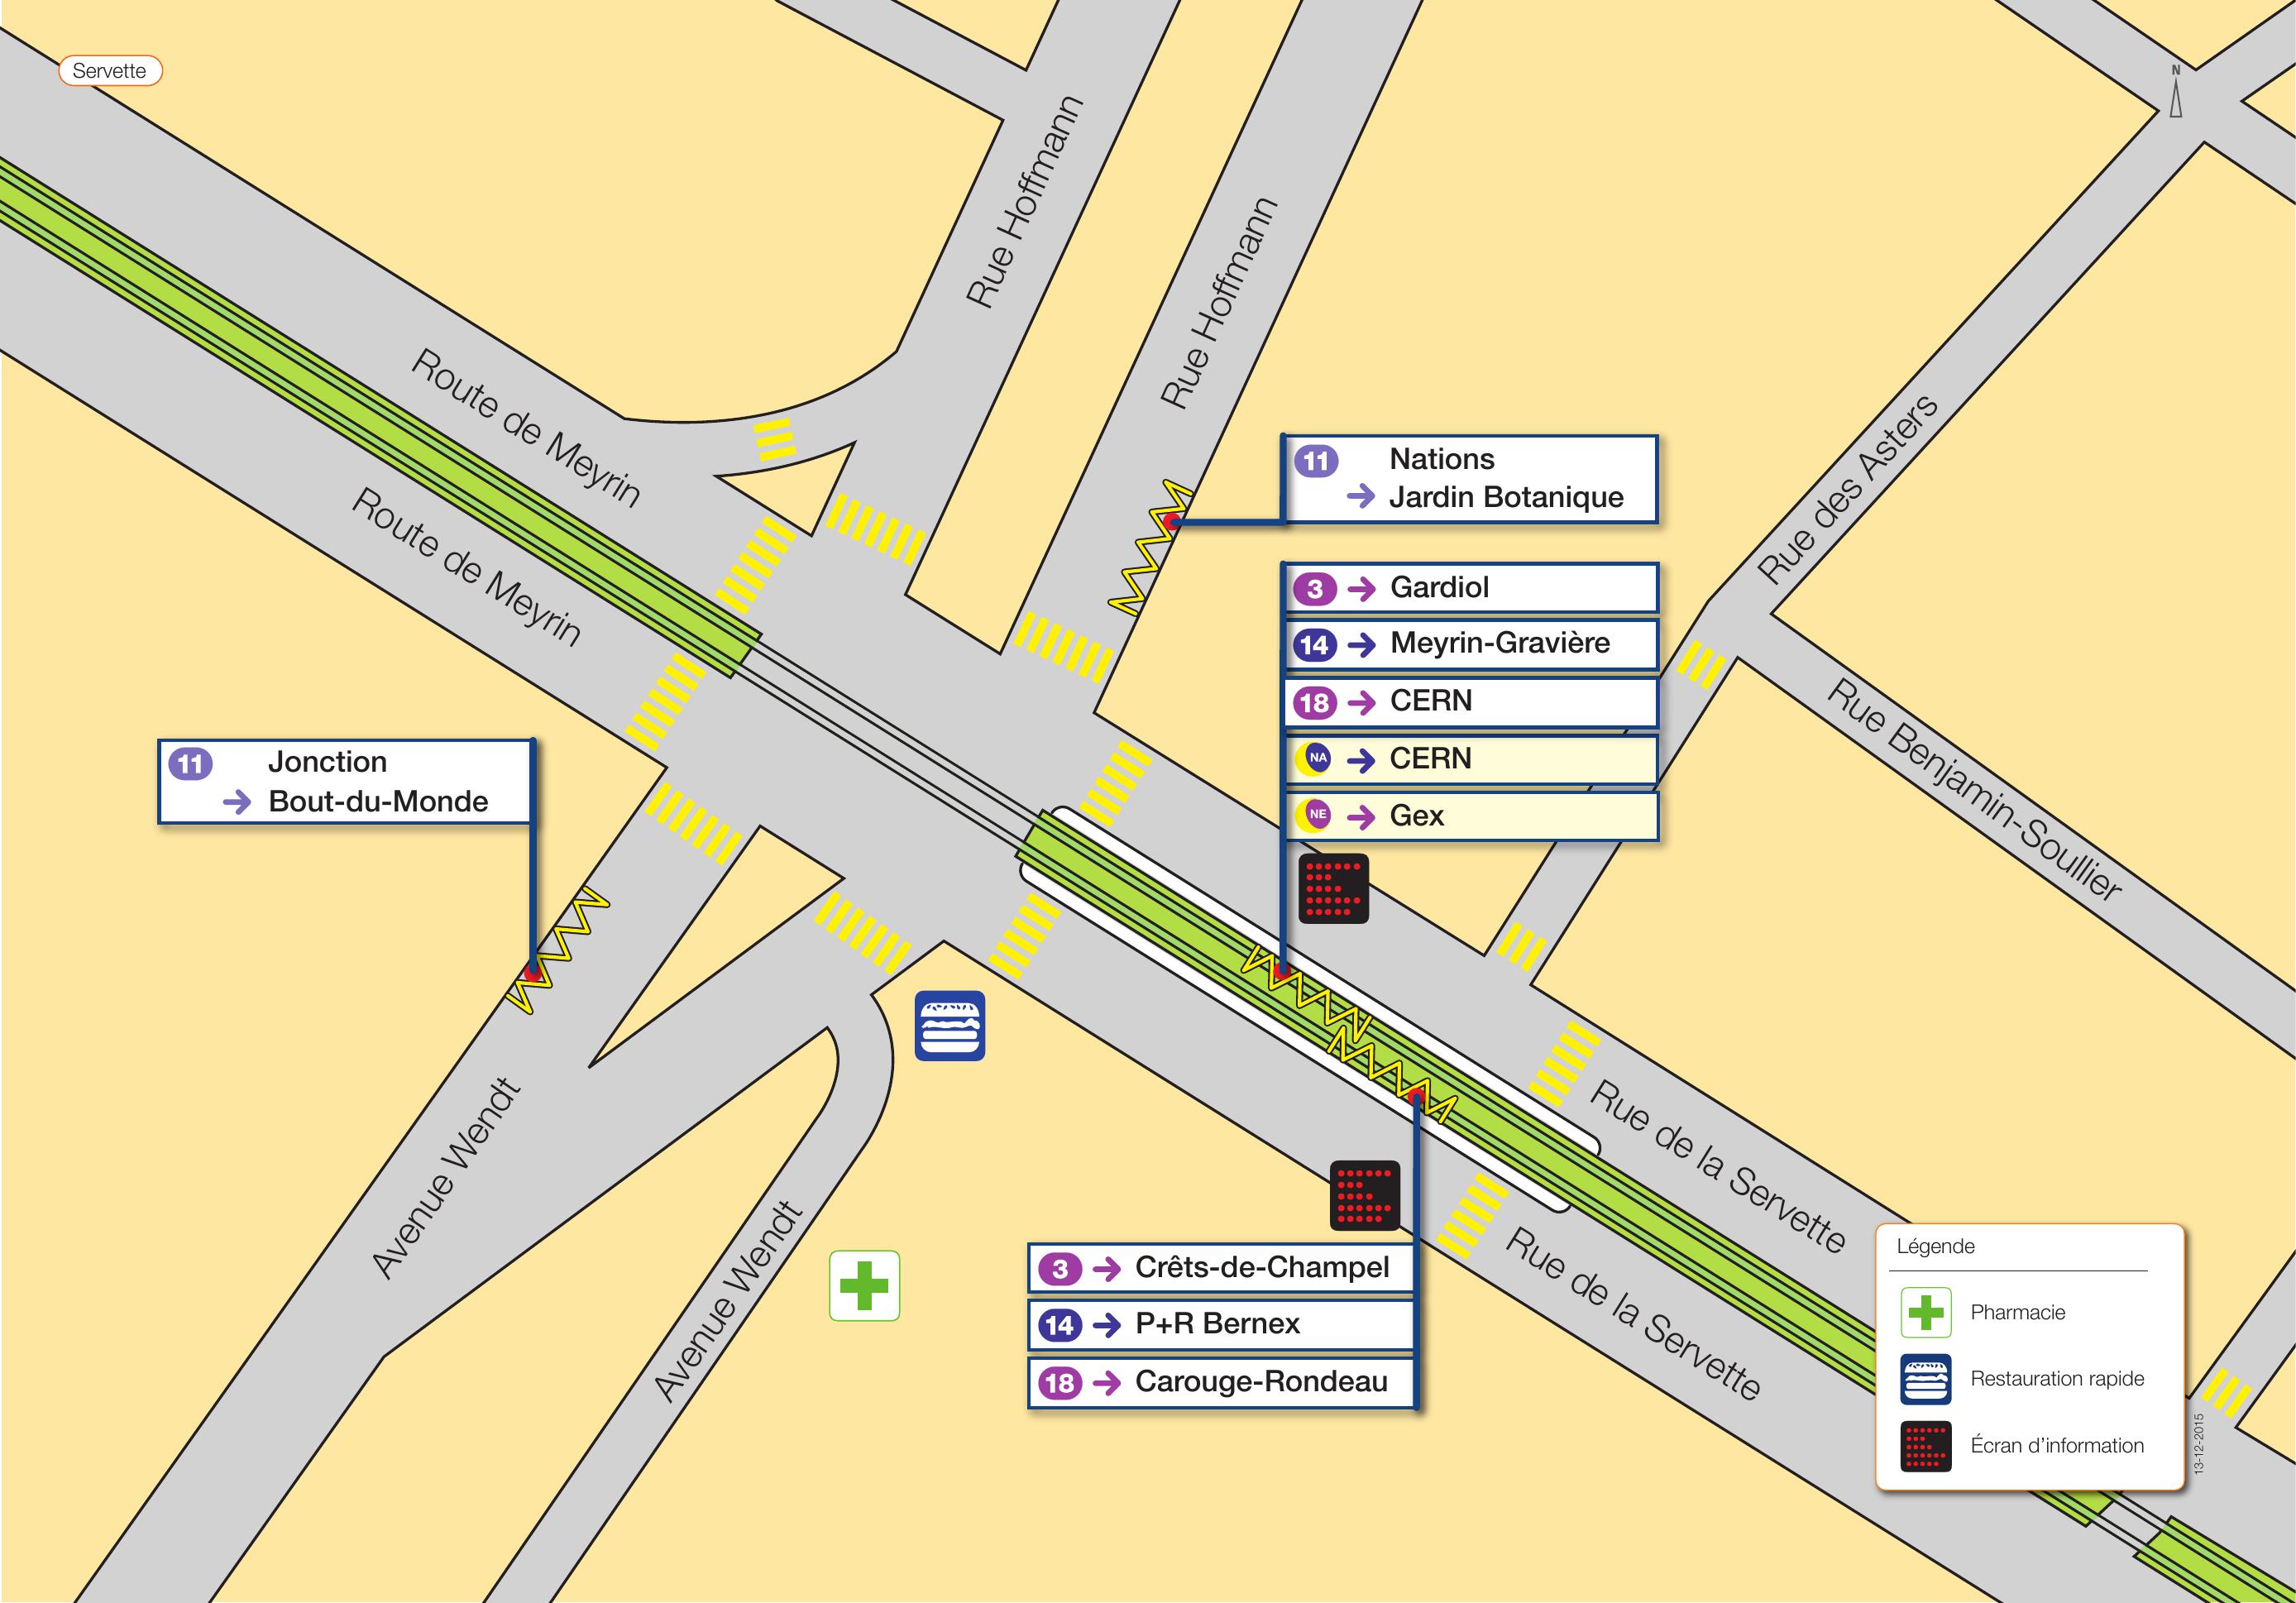 Servette
N
Rue Hoffmann
Rue Hoffmann
Route de Meyrin
Route de Meyrin
Rue des Asters
Rue Benjamin-Soullier
11 Nations
→ Jardin Botanique
3 → Gardiol
14 → Meyrin-Gravière
18 → CERN
NA → CERN
NE → Gex
11 Jonction
→ Bout-du-Monde
Avenue Wendt
Avenue Wendt
Rue de la Servette
Rue de la Servette
3 → Crêts-de-Champel
14 → P+R Bernex
18 → Carouge-Rondeau
Légende
Pharmacie
Restauration rapide
Écran d'information
13-12-2015